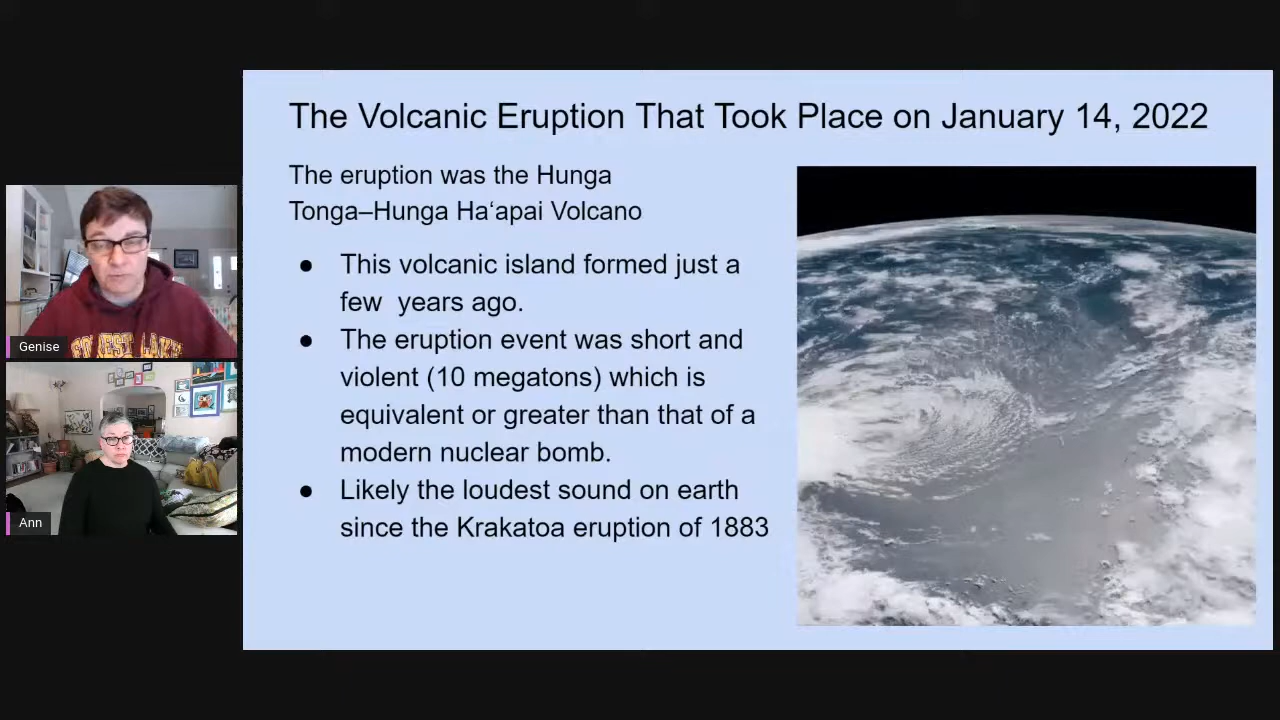 The Volcanic Eruption That Took Place on January 14, 2022
The eruption was the Hunga
Tonga–Hunga Haʻapai Volcano
● This volcanic island formed just a
few  years ago.
● The eruption event was short and
violent (10 megatons) which is
equivalent or greater than that of a
modern nuclear bomb.
● Likely the loudest sound on earth
since the Krakatoa eruption of 1883
Genise
Ann